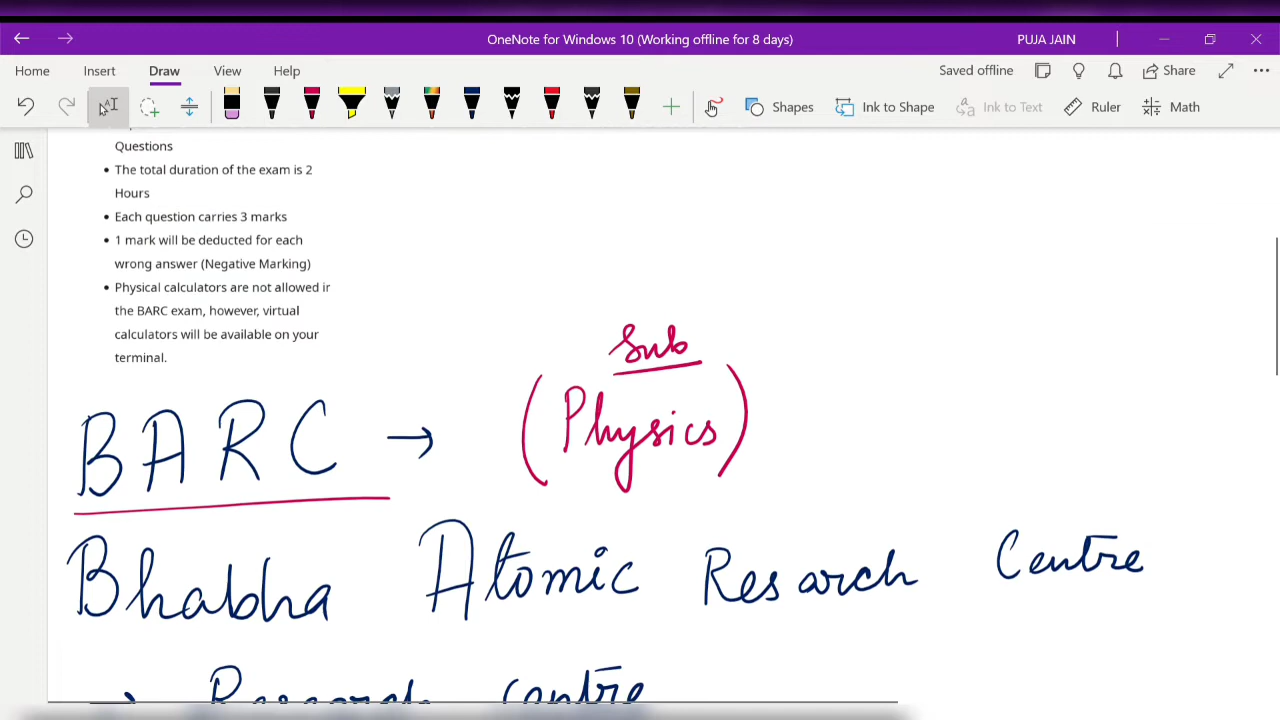 OneNote for Windows 10 (Working offline for 8 days) PUJA JAIN
Home Insert Draw View Help Saved offline Share
Shapes Ink to Shape Ink to Text Ruler Math
Questions
• The total duration of the exam is 2
Hours
• Each question carries 3 marks
• 1 mark will be deducted for each
wrong answer (Negative Marking)
• Physical calculators are not allowed in
the BARC exam, however, virtual
calculators will be available on your
terminal.
Sub
BARC → (Physics)
Bhabha Atomic Research Centre
→ Research centre